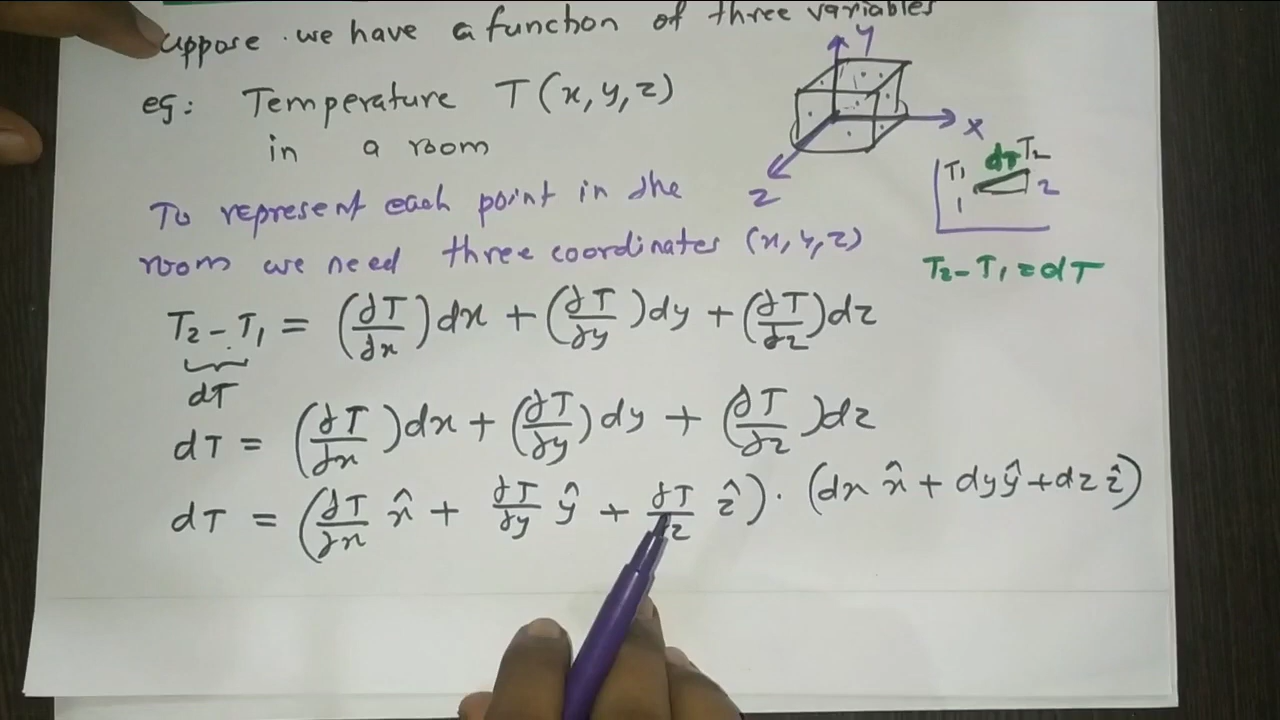 uppose we have a function of three variables
eg: Temperature T(x, y, z)
in a room
Y
X
Z
To represent each point in the
room we need three coordinates (x, y, z)
T₁ dT T₂
1 2
T₂ - T₁ = dT
T₂ - T₁ = (∂T/∂x)dx + (∂T/∂y)dy + (∂T/∂z)dz
dT
dT = (∂T/∂x)dx + (∂T/∂y)dy + (∂T/∂z)dz
dT = (∂T/∂x x̂ + ∂T/∂y ŷ + ∂T/∂z ẑ) · (dx x̂ + dy ŷ + dz ẑ)